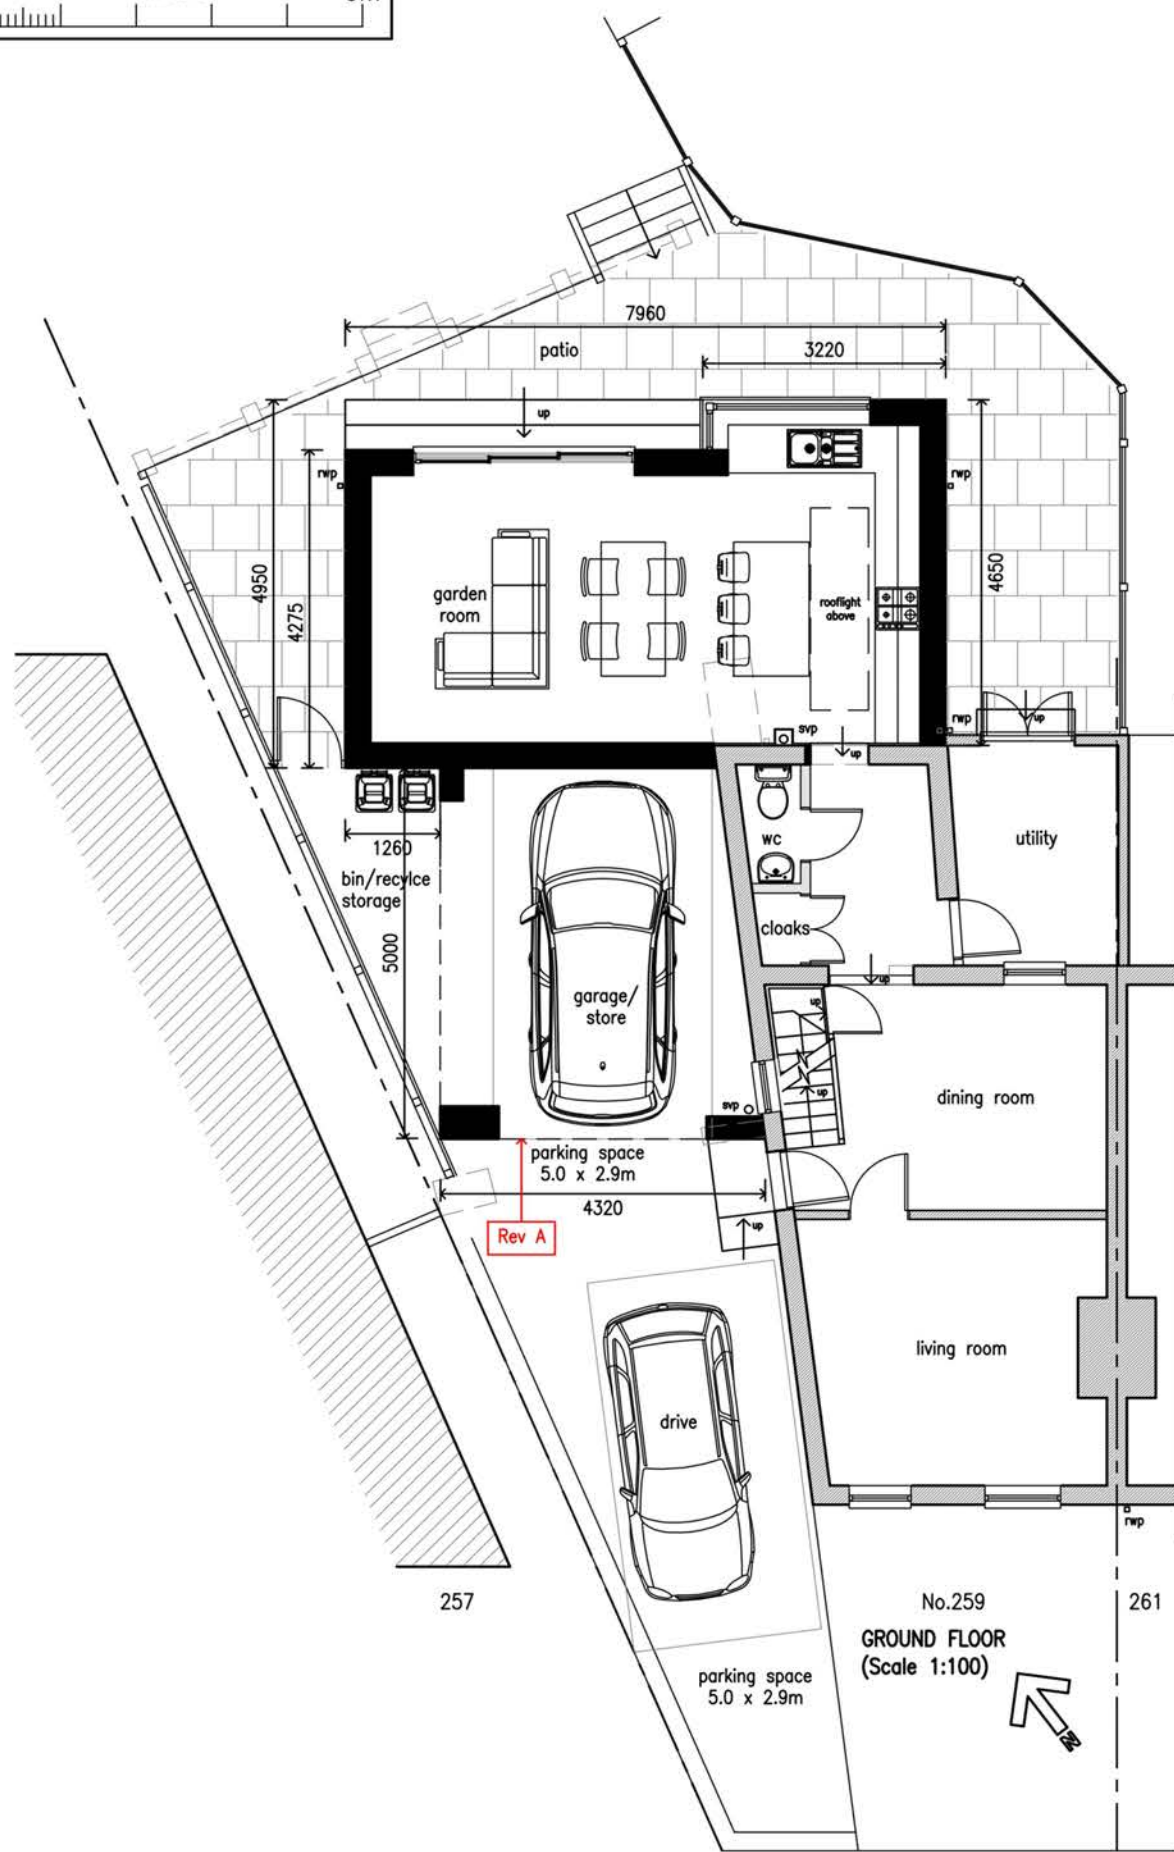 7960
patio
3220
up
rwp
rwp
4950
4275
4650
garden
room
rooflight
above
svp
up
rwp
up
WC
utility
1260
bin/recylce
storage
cloaks
5000
garage/
store
up
up
up
svp
dining room
parking space
5.0 x 2.9m
4320
Rev A
up
living room
drive
rwp
257
No.259
261
GROUND FLOOR
(Scale 1:100)
parking space
5.0 x 2.9m
N